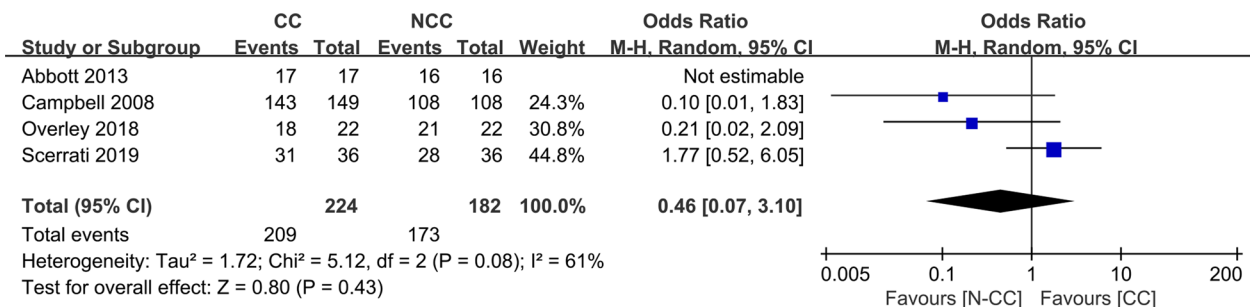 CC NCC Odds Ratio Odds Ratio
Study or Subgroup Events Total Events Total Weight M-H, Random, 95% CI M-H, Random, 95% CI
Abbott 2013 17 17 16 16 Not estimable
Campbell 2008 143 149 108 108 24.3% 0.10 [0.01, 1.83]
Overley 2018 18 22 21 22 30.8% 0.21 [0.02, 2.09]
Scerrati 2019 31 36 28 36 44.8% 1.77 [0.52, 6.05]
Total (95% CI) 224 182 100.0% 0.46 [0.07, 3.10]
Total events 209 173
Heterogeneity: Tau² = 1.72; Chi² = 5.12, df = 2 (P = 0.08); I² = 61%
Test for overall effect: Z = 0.80 (P = 0.43)
0.005 0.1 1 10 200
Favours [N-CC] Favours [CC]